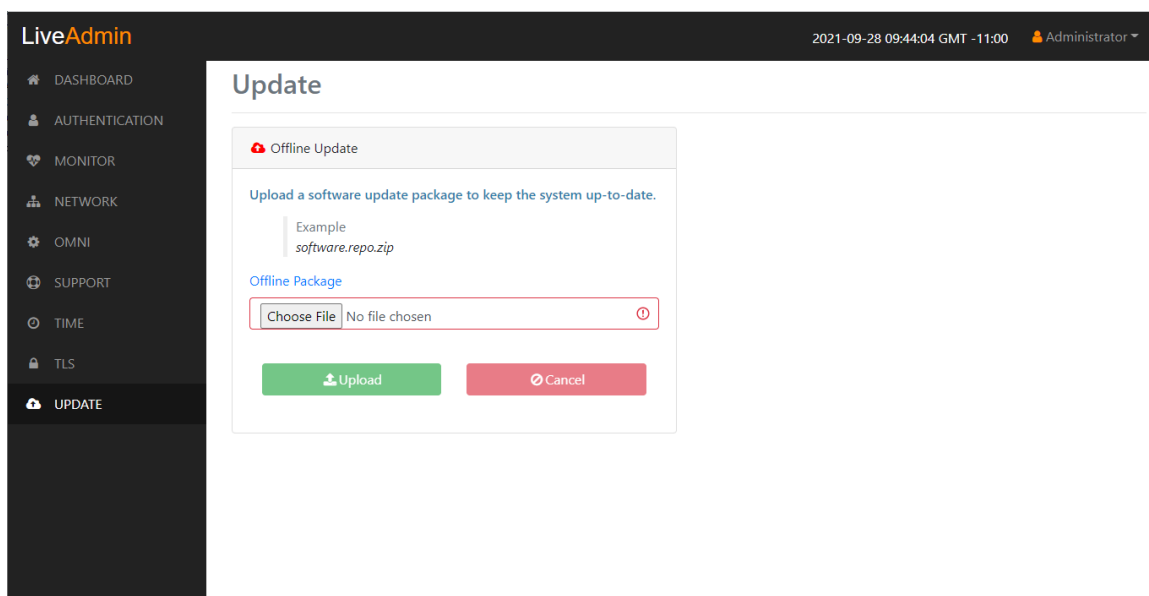 LiveAdmin
2021-09-28 09:44:04 GMT -11:00
Administrator
DASHBOARD
AUTHENTICATION
MONITOR
NETWORK
OMNI
SUPPORT
TIME
TLS
UPDATE
Update
Offline Update
Upload a software update package to keep the system up-to-date.
Example
software.repo.zip
Offline Package
Choose File No file chosen
Upload
Cancel